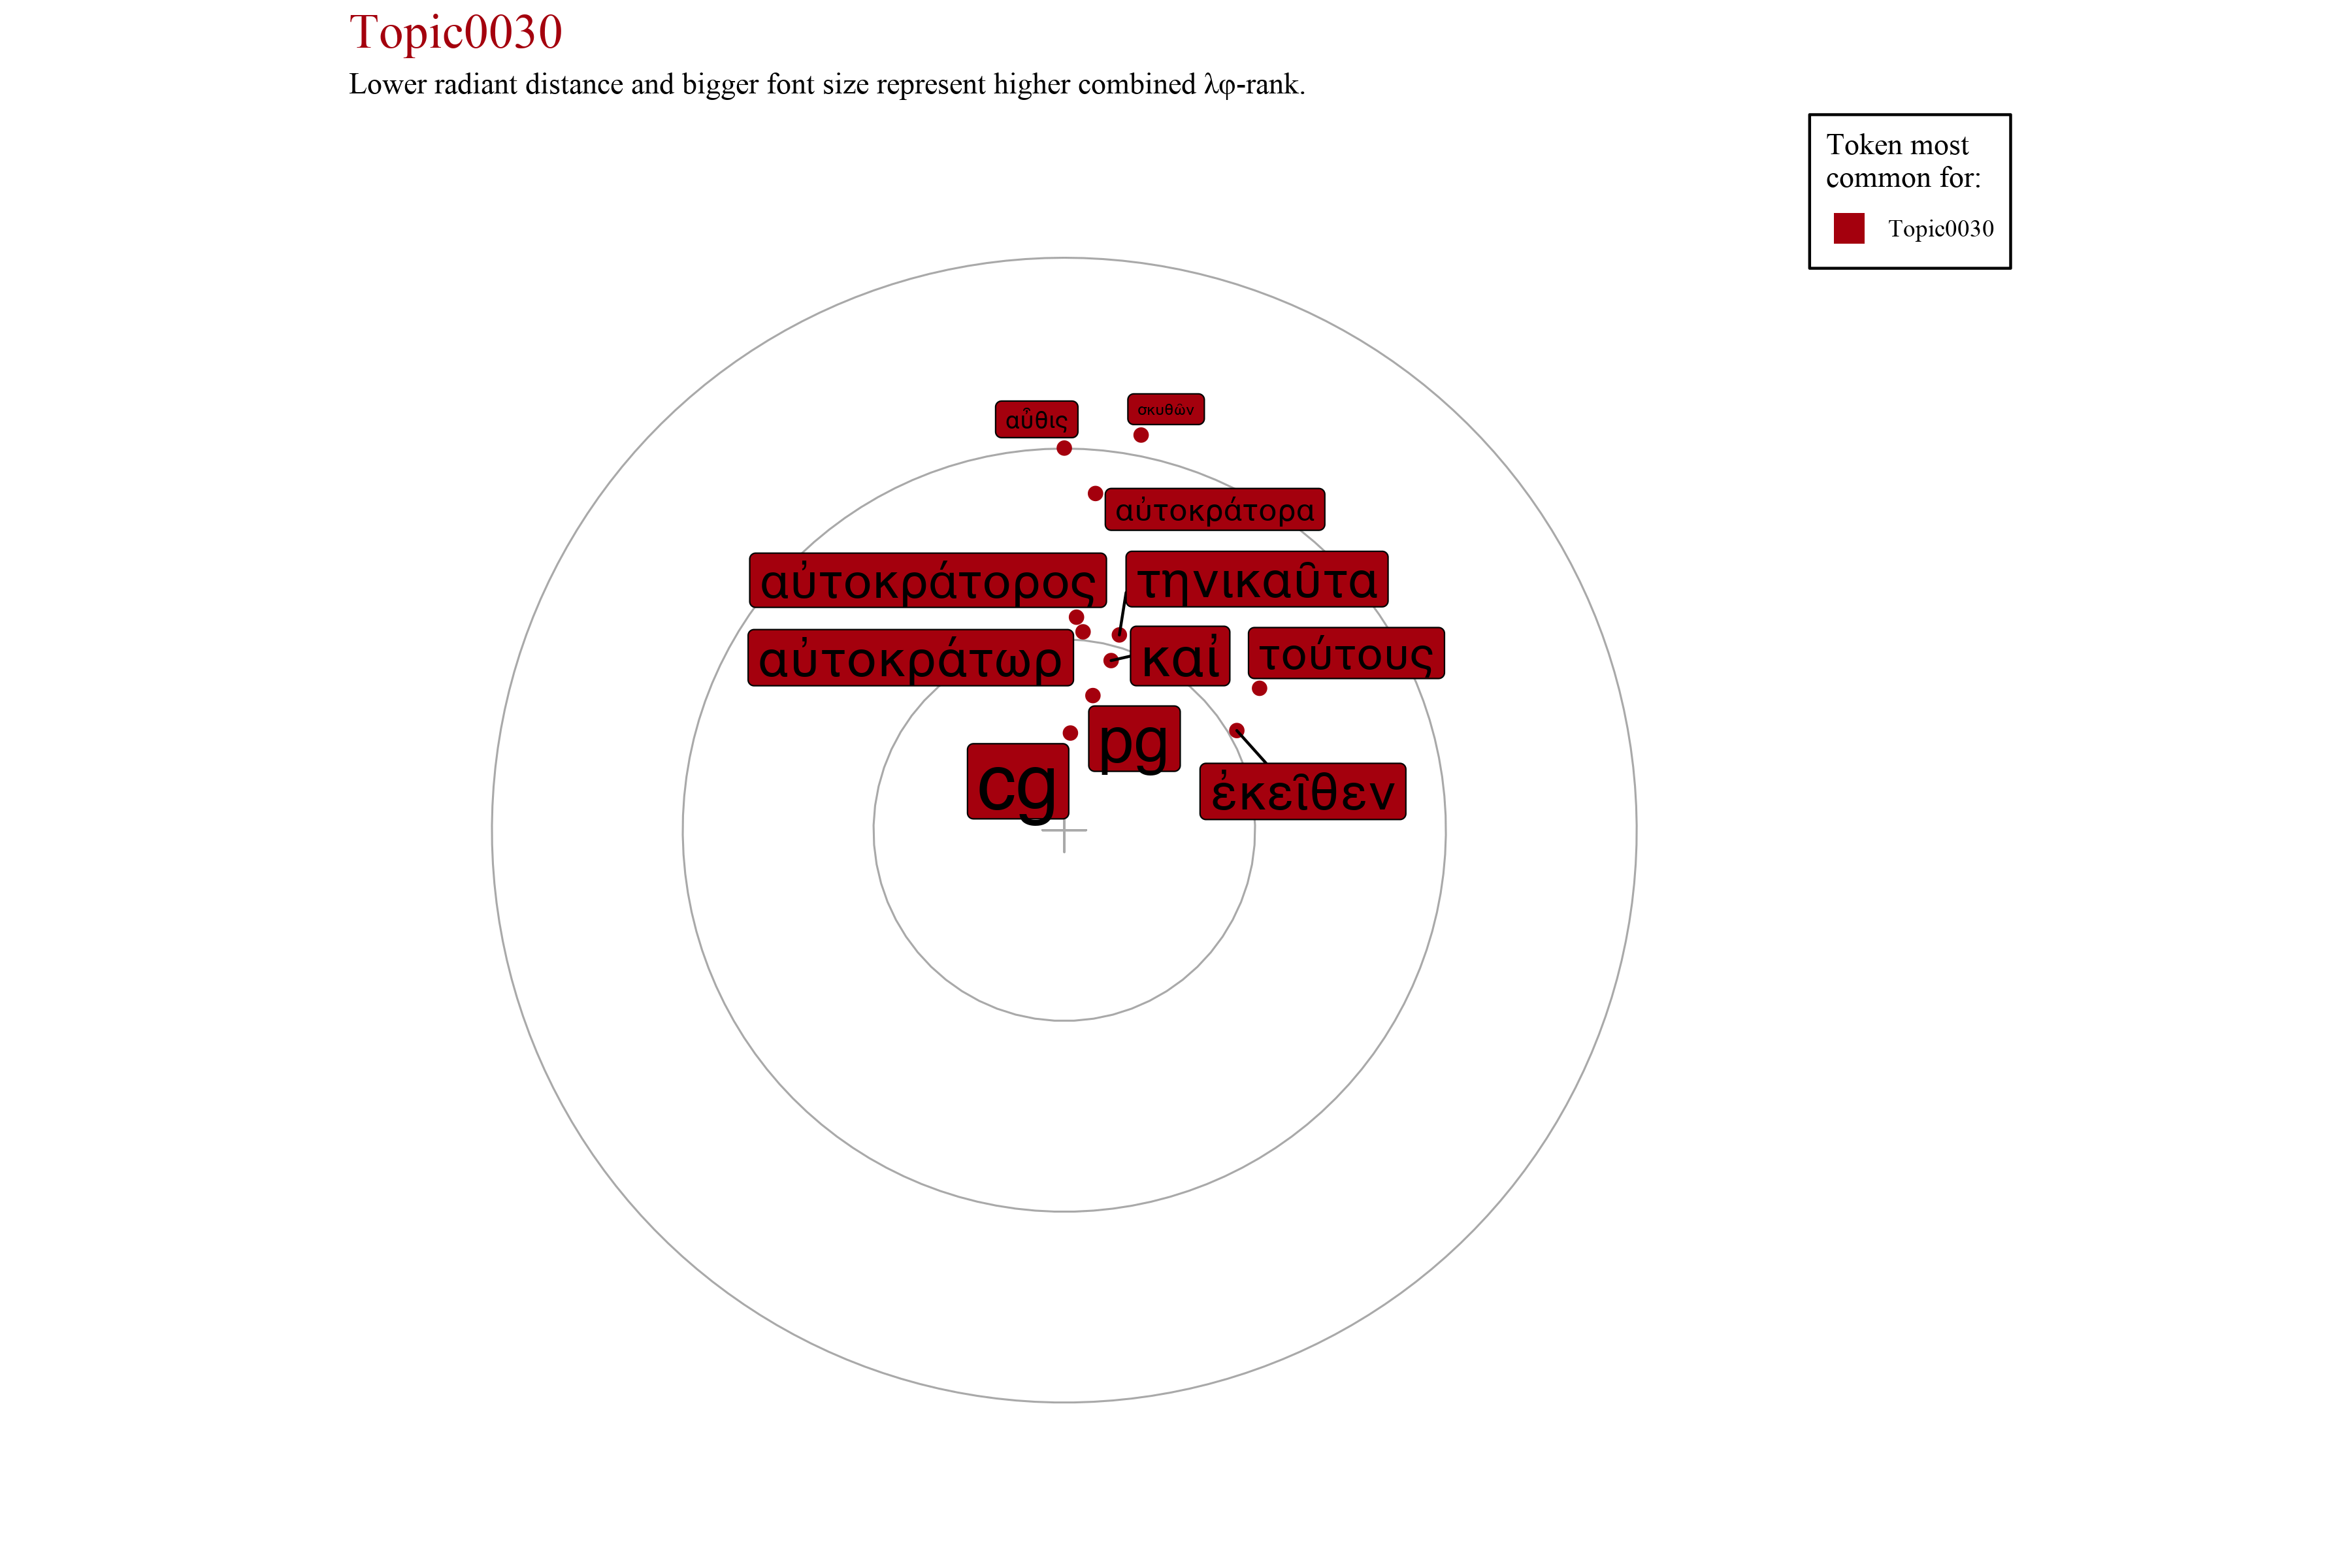 Topic0030
Lower radiant distance and bigger font size represent higher combined λφ-rank.
Token most
common for:
Topic0030
αὖθις
σκυθῶν
αὐτοκράτορα
αὐτοκράτορος
τηνικαῦτα
αὐτοκράτωρ
καἰ
τούτους
pg
cg
ἐκεῖθεν